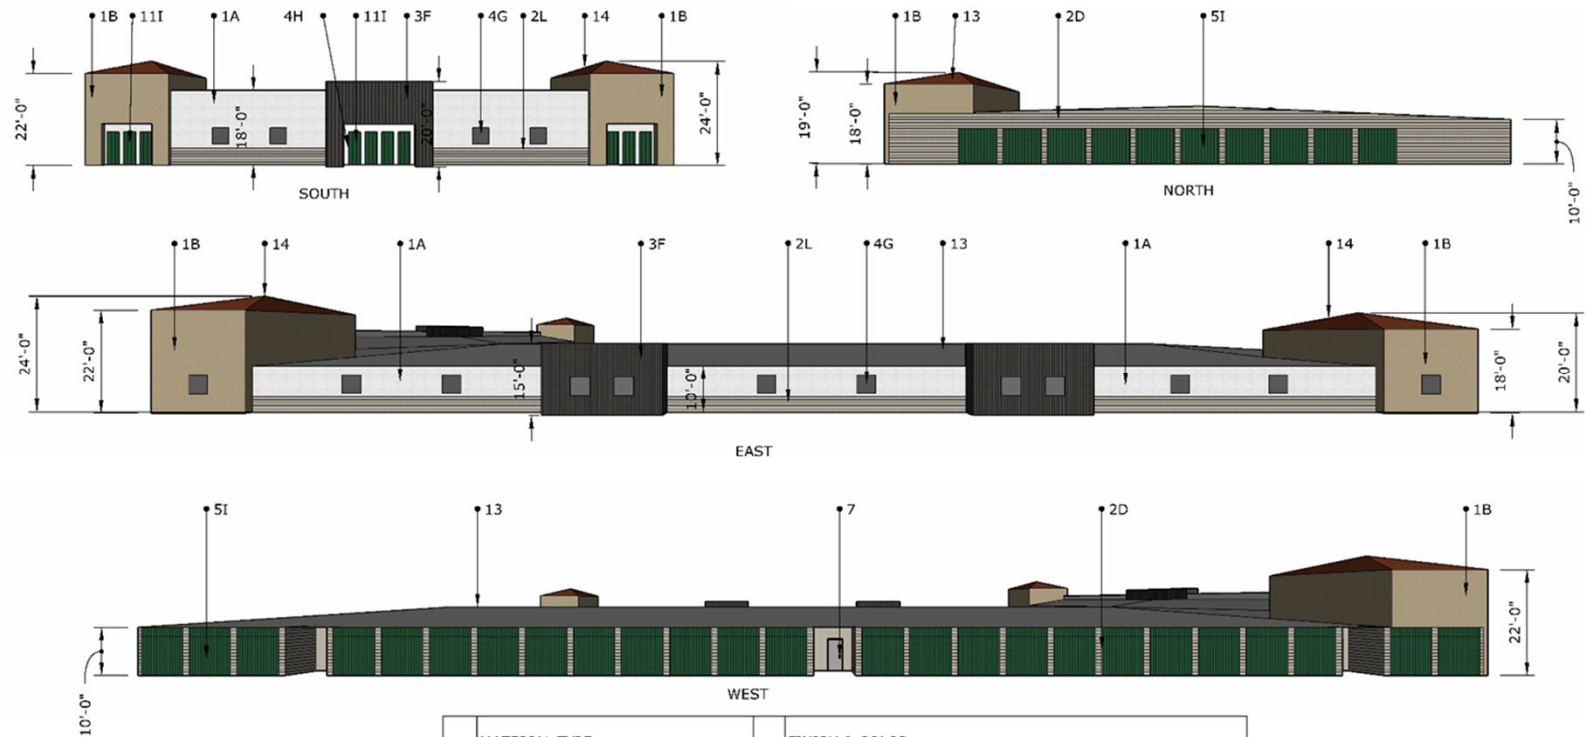 1B 11I 1A 4H 11I 3F 4G 2L 14 1B
22'-0" 18'-0" 20'-0" 24'-0"
SOUTH
1B 13 2D 5I
19'-0" 18'-0" 10'-0"
NORTH
1B 14 1A 3F 2L 4G 13 1A 14 1B
24'-0" 22'-0" 15'-0" 10'-0" 18'-0" 20'-0"
EAST
5I 13 7 2D 1B
10'-0" 22'-0"
WEST